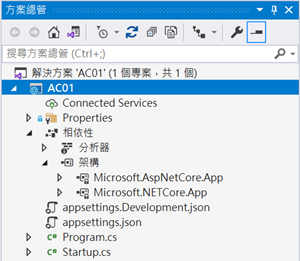 方案總管
搜尋方案總管 (Ctrl+;)
解決方案 'AC01' (1 個專案，共 1 個)
AC01
Connected Services
Properties
相依性
分析器
架構
Microsoft.AspNetCore.App
Microsoft.NETCore.App
appsettings.Development.json
appsettings.json
C# Program.cs
C# Startup.cs